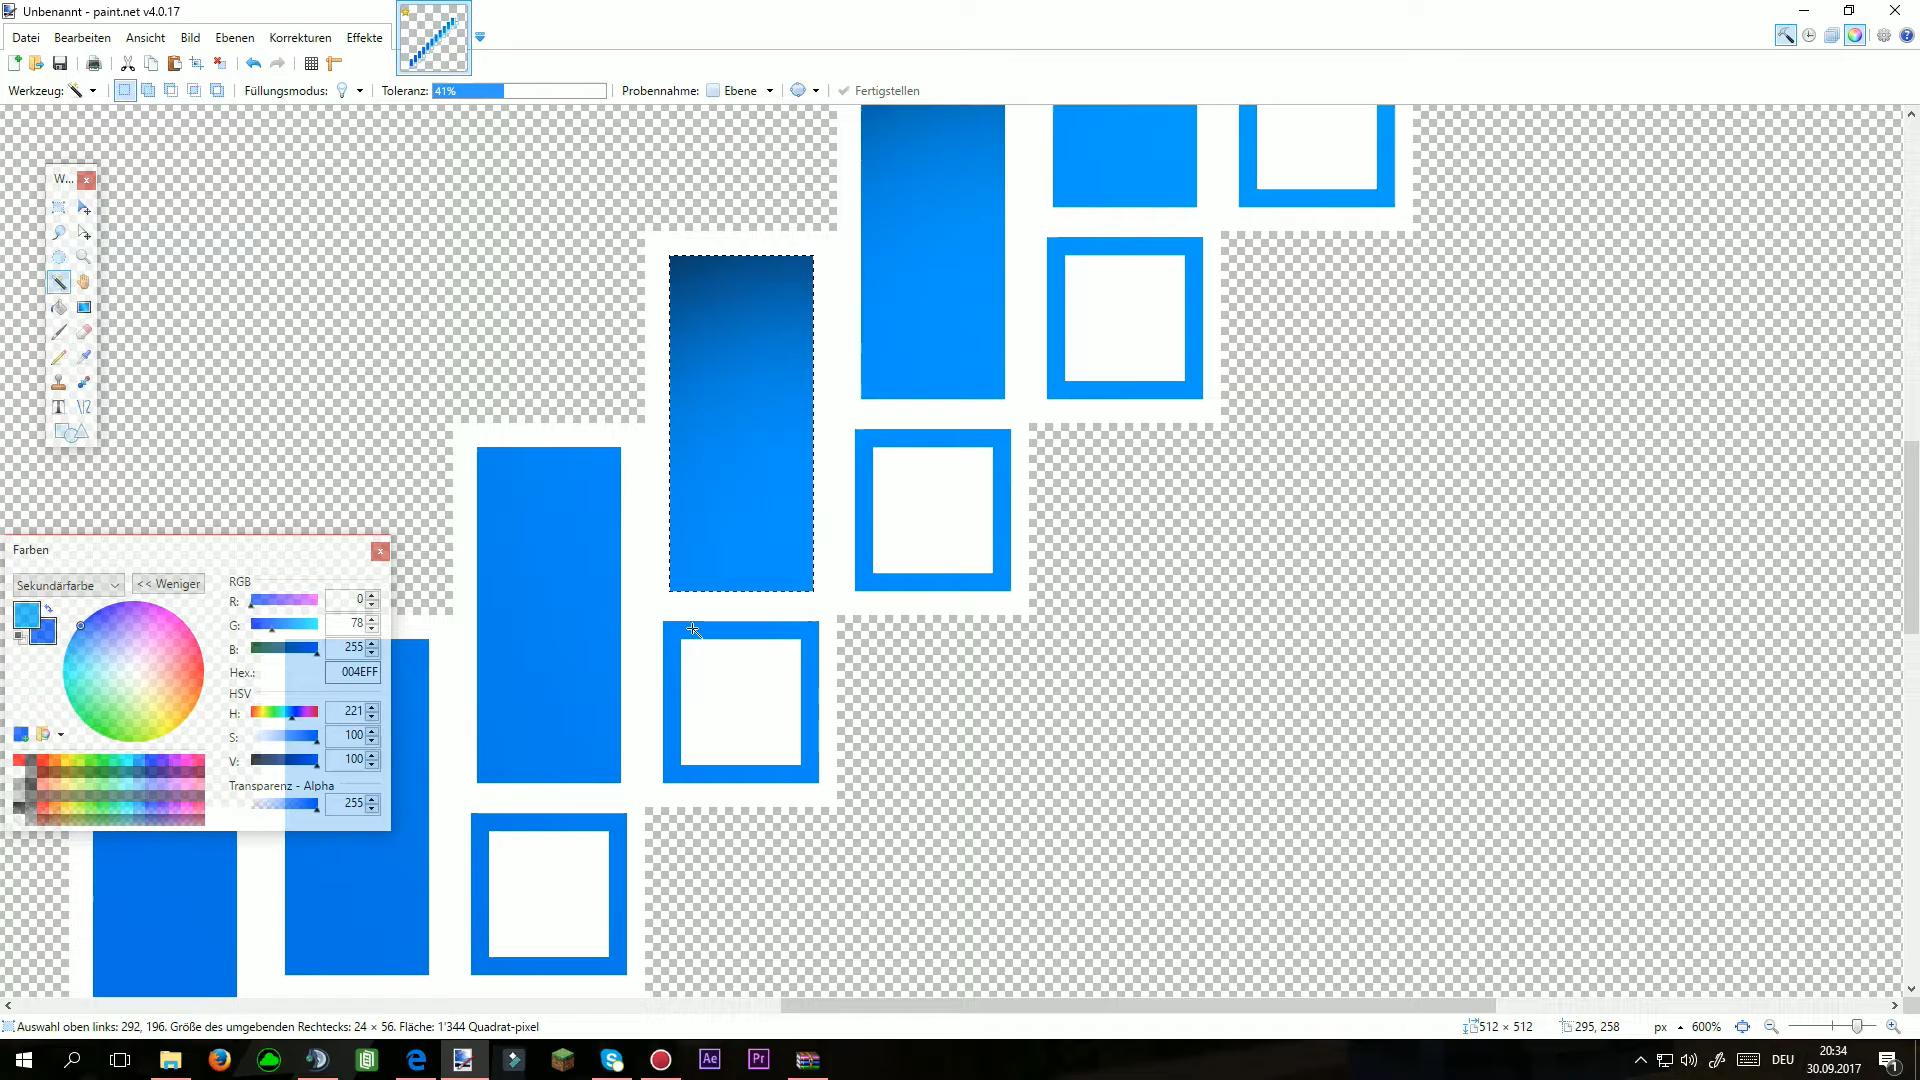 Unbenannt - paint.net v4.0.17
Datei Bearbeiten Ansicht Bild Ebenen Korrekturen Effekte
Werkzeug: Füllungsmodus: Toleranz: 41% Probennahme: Ebene Fertigstellen
W...
Farben
Sekundärfarbe << Weniger
RGB
R: 0
G: 78
B: 255
Hex.: 004EFF
HSV
H: 221
S: 100
V: 100
Transparenz - Alpha
255
Auswahl oben links: 292, 196. Größe des umgebenden Rechtecks: 24 × 56. Fläche: 1'344 Quadrat-pixel
512 × 512 295, 258 px 600%
Ae Pr DEU
20:34
30.09.2017
1